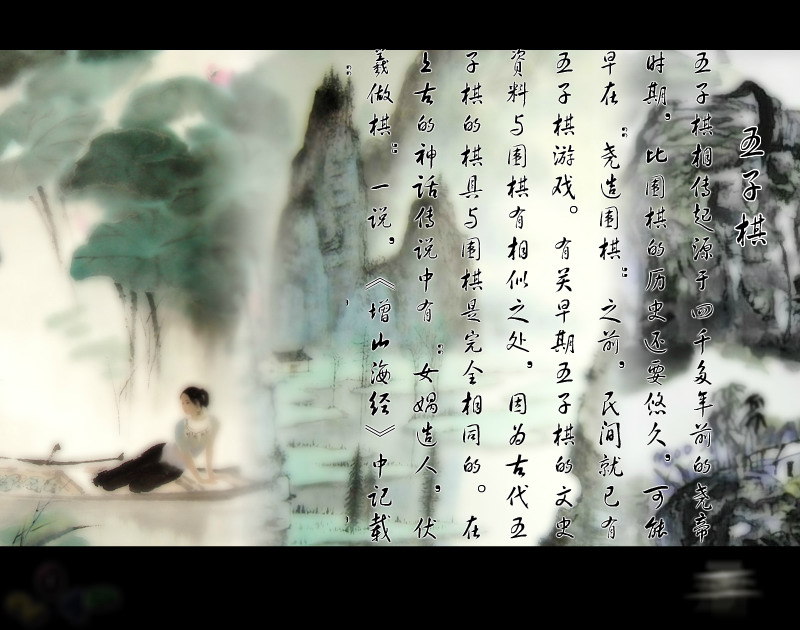 五子棋
五子棋相传起源于四千多年前的尧帝
时期，比围棋的历史还要悠久，可能
早在“尧造围棋”之前，民间就已有
五子棋游戏。有关早期五子棋的文史
资料与围棋有相似之处，因为古代五
子棋的棋具与围棋是完全相同的。在
上古的神话传说中有“女娲造人，伏
羲做棋”一说，《增山海经》中记载